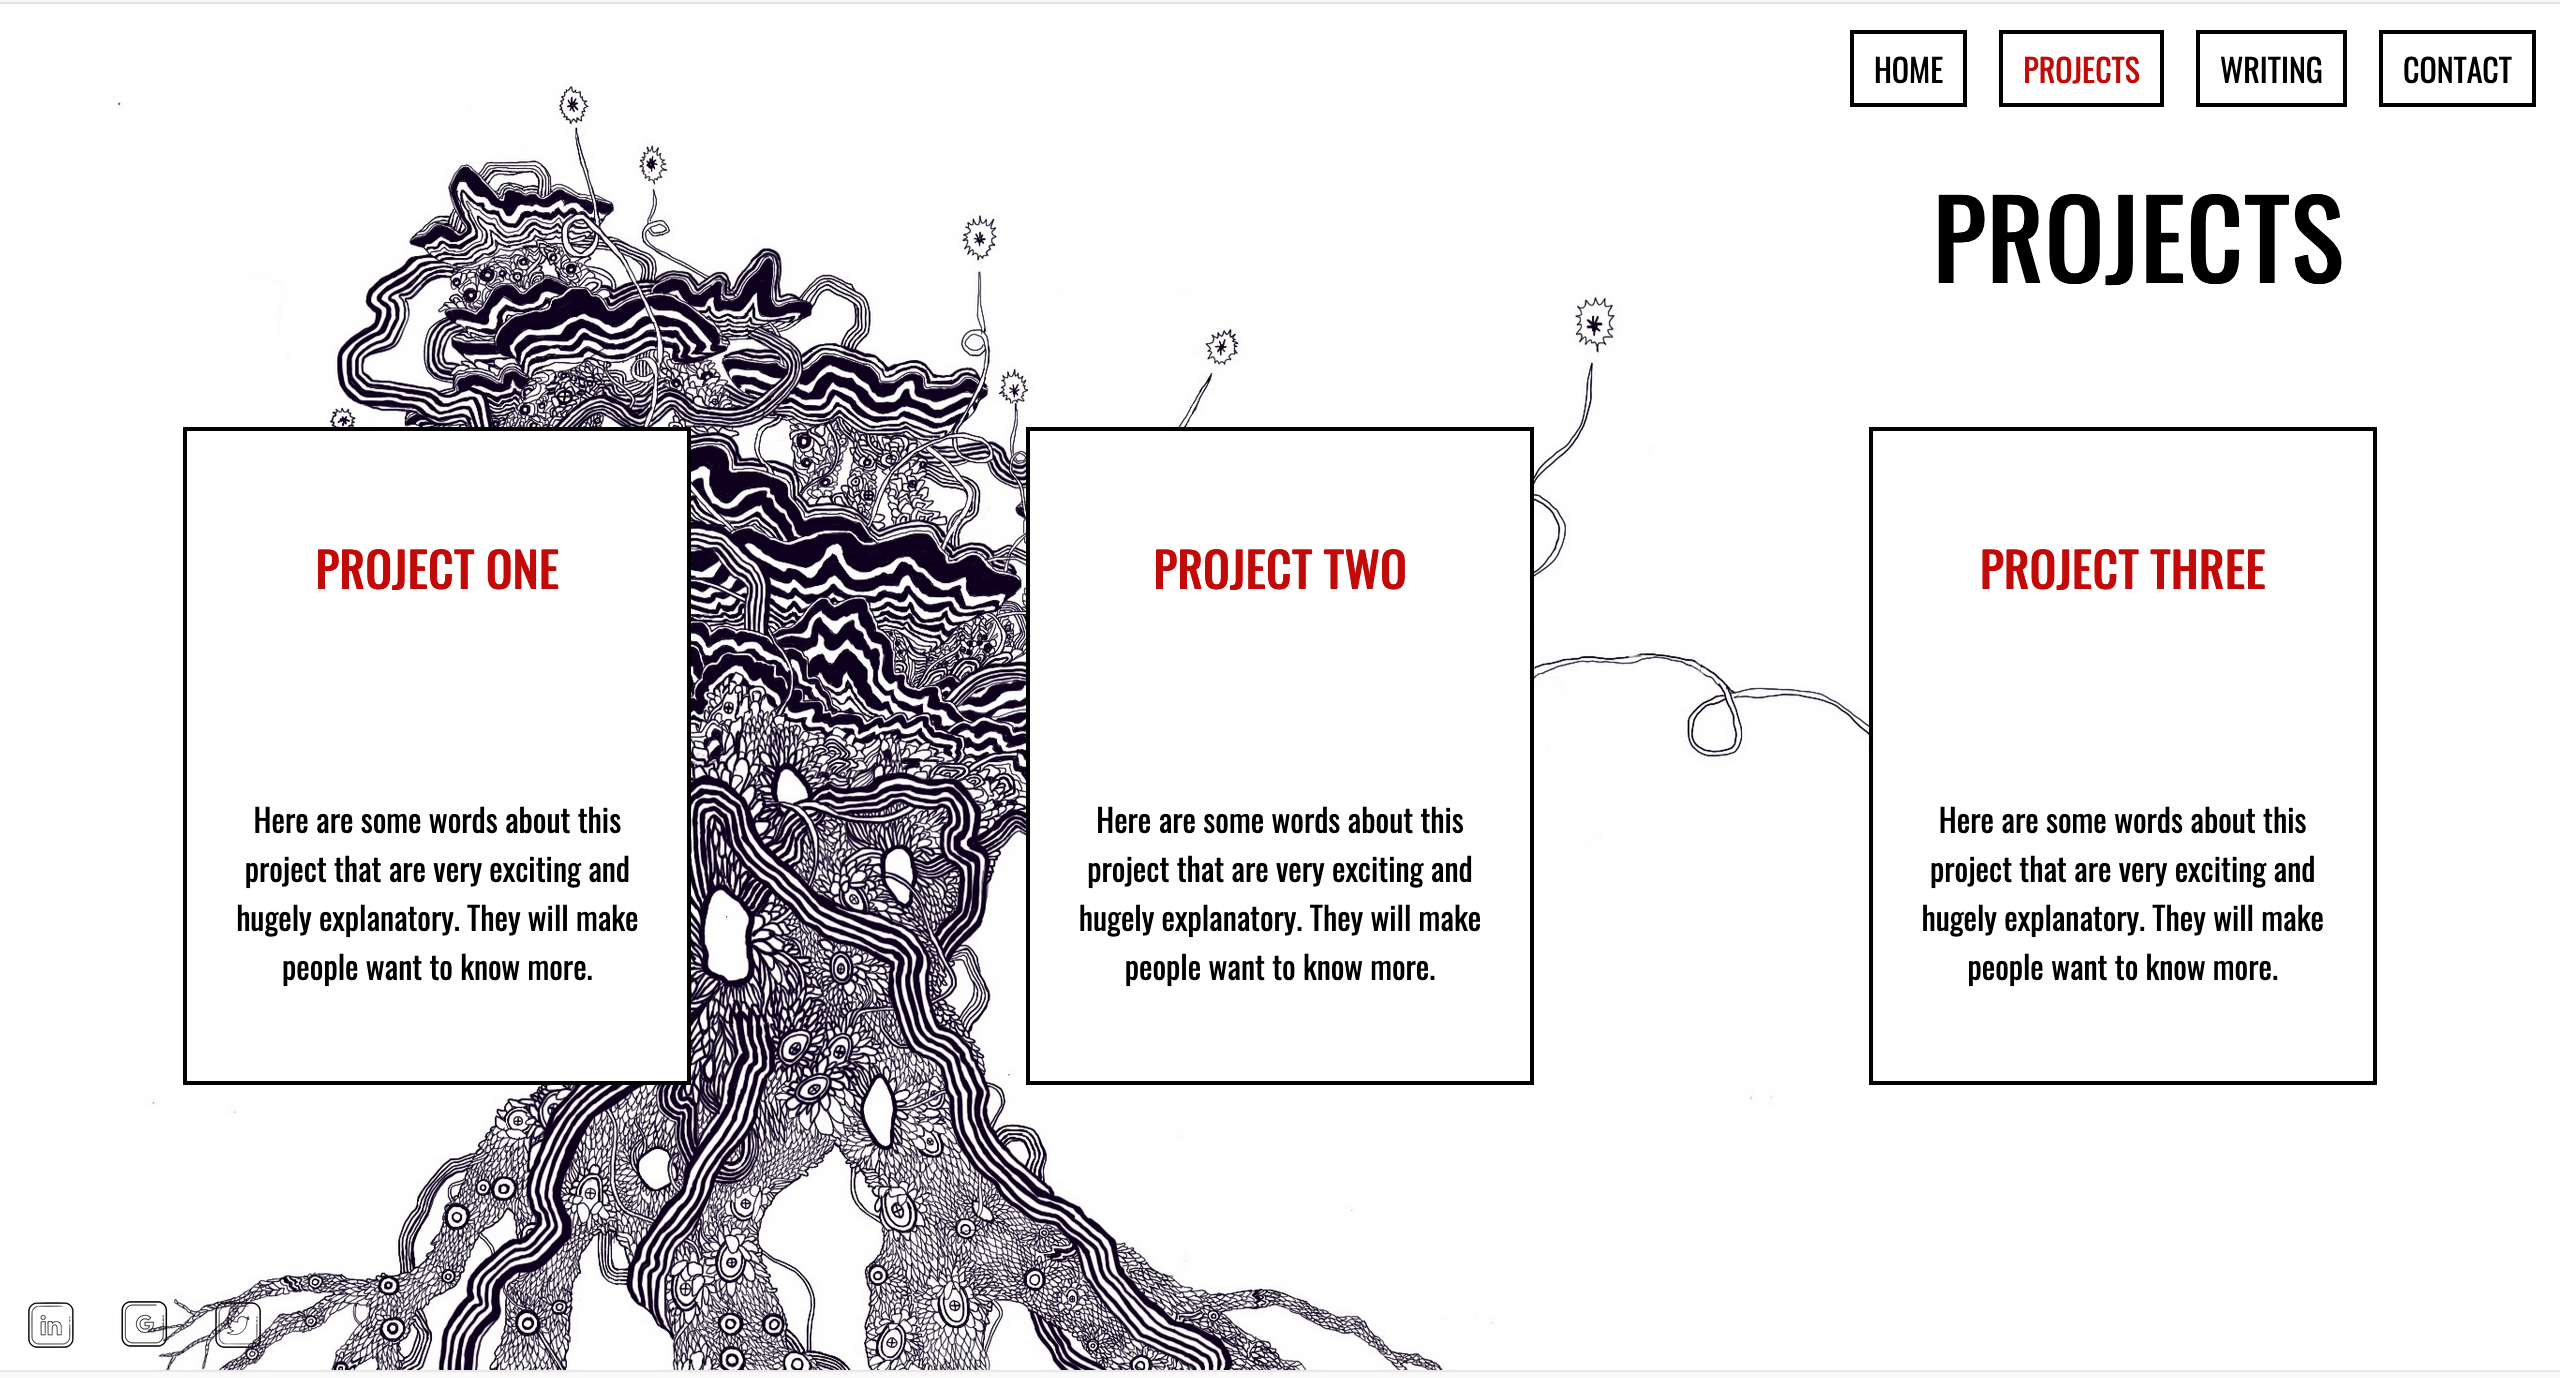 HOME PROJECTS WRITING CONTACT
PROJECTS
PROJECT ONE
Here are some words about this
project that are very exciting and
hugely explanatory. They will make
people want to know more.
PROJECT TWO
Here are some words about this
project that are very exciting and
hugely explanatory. They will make
people want to know more.
PROJECT THREE
Here are some words about this
project that are very exciting and
hugely explanatory. They will make
people want to know more.
in G